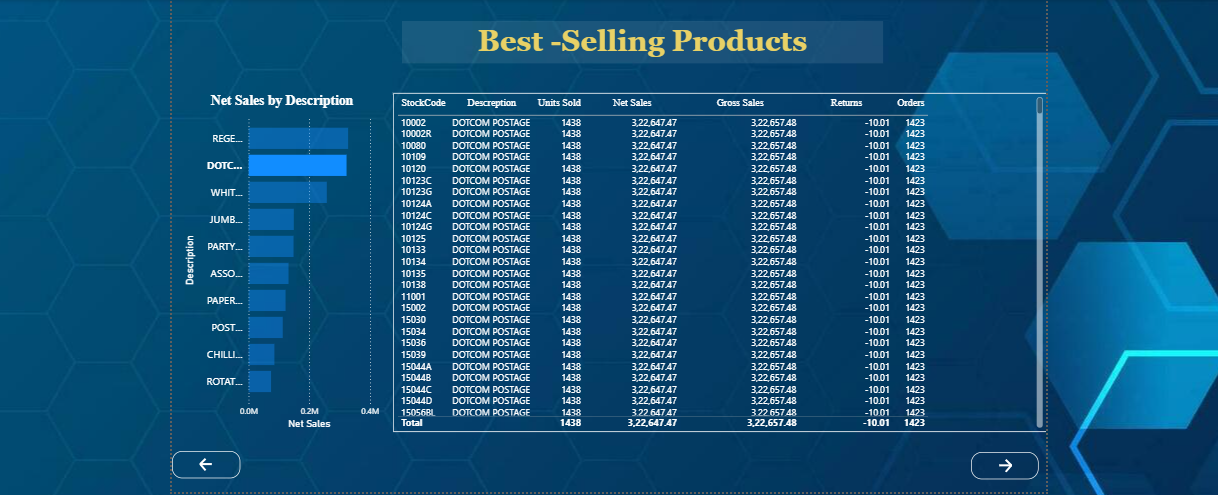 Best -Selling Products
Net Sales by Description
REGE...
DOTC...
WHIT...
JUMB...
PARTY...
ASSO...
PAPER...
POST...
CHILLI...
ROTAT...
Description
0.0M 0.2M 0.4M
Net Sales
StockCode Descreption Units Sold Net Sales Gross Sales Returns Orders
10002 DOTCOM POSTAGE 1438 3,22,647.47 3,22,657.48 -10.01 1423
10002R DOTCOM POSTAGE 1438 3,22,647.47 3,22,657.48 -10.01 1423
10080 DOTCOM POSTAGE 1438 3,22,647.47 3,22,657.48 -10.01 1423
10109 DOTCOM POSTAGE 1438 3,22,647.47 3,22,657.48 -10.01 1423
10120 DOTCOM POSTAGE 1438 3,22,647.47 3,22,657.48 -10.01 1423
10123C DOTCOM POSTAGE 1438 3,22,647.47 3,22,657.48 -10.01 1423
10123G DOTCOM POSTAGE 1438 3,22,647.47 3,22,657.48 -10.01 1423
10124A DOTCOM POSTAGE 1438 3,22,647.47 3,22,657.48 -10.01 1423
10124C DOTCOM POSTAGE 1438 3,22,647.47 3,22,657.48 -10.01 1423
10124G DOTCOM POSTAGE 1438 3,22,647.47 3,22,657.48 -10.01 1423
10125 DOTCOM POSTAGE 1438 3,22,647.47 3,22,657.48 -10.01 1423
10133 DOTCOM POSTAGE 1438 3,22,647.47 3,22,657.48 -10.01 1423
10134 DOTCOM POSTAGE 1438 3,22,647.47 3,22,657.48 -10.01 1423
10135 DOTCOM POSTAGE 1438 3,22,647.47 3,22,657.48 -10.01 1423
10138 DOTCOM POSTAGE 1438 3,22,647.47 3,22,657.48 -10.01 1423
11001 DOTCOM POSTAGE 1438 3,22,647.47 3,22,657.48 -10.01 1423
15002 DOTCOM POSTAGE 1438 3,22,647.47 3,22,657.48 -10.01 1423
15030 DOTCOM POSTAGE 1438 3,22,647.47 3,22,657.48 -10.01 1423
15034 DOTCOM POSTAGE 1438 3,22,647.47 3,22,657.48 -10.01 1423
15036 DOTCOM POSTAGE 1438 3,22,647.47 3,22,657.48 -10.01 1423
15039 DOTCOM POSTAGE 1438 3,22,647.47 3,22,657.48 -10.01 1423
15044A DOTCOM POSTAGE 1438 3,22,647.47 3,22,657.48 -10.01 1423
15044B DOTCOM POSTAGE 1438 3,22,647.47 3,22,657.48 -10.01 1423
15044C DOTCOM POSTAGE 1438 3,22,647.47 3,22,657.48 -10.01 1423
15044D DOTCOM POSTAGE 1438 3,22,647.47 3,22,657.48 -10.01 1423
15056BL DOTCOM POSTAGE 1438 3,22,647.47 3,22,657.48 -10.01 1423
Total 1438 3,22,647.47 3,22,657.48 -10.01 1423